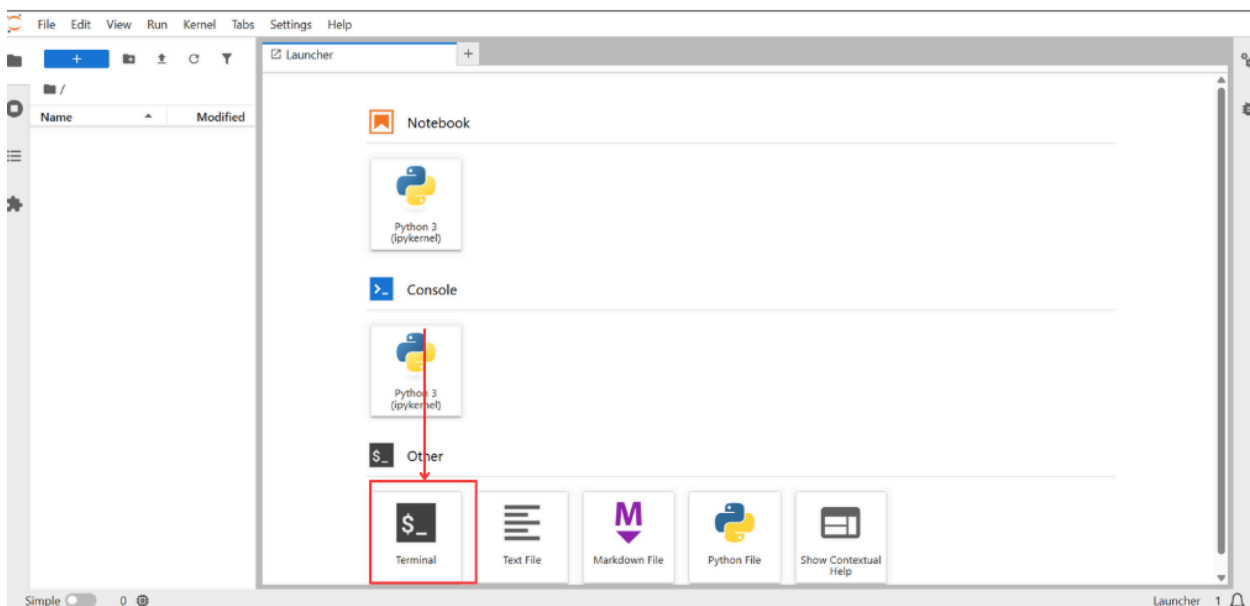 File Edit View Run Kernel Tabs Settings Help
+
Launcher +
/
Name Modified
Notebook
Python 3
(ipykernel)
>_ Console
Python 3
(ipykernel)
$_ Other
$_
M
Terminal Text File Markdown File Python File Show Contextual
Help
Simple 0 Launcher 1